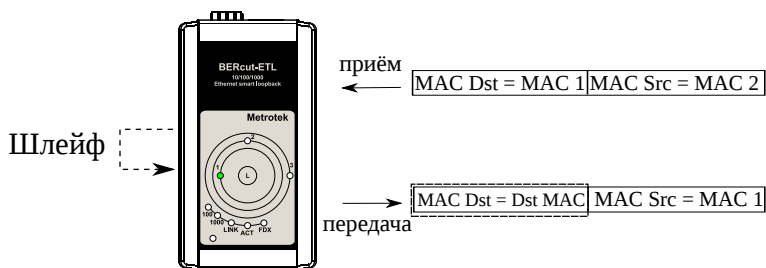 BERcut-ETL
10/100/1000
Ethernet smart loopback
Metrotek
Шлейф
приём
MAC Dst = MAC 1 MAC Src = MAC 2
2
1
3
L
передача
MAC Dst = Dst MAC MAC Src = MAC 1
100
1000
LINK
ACT
FDX